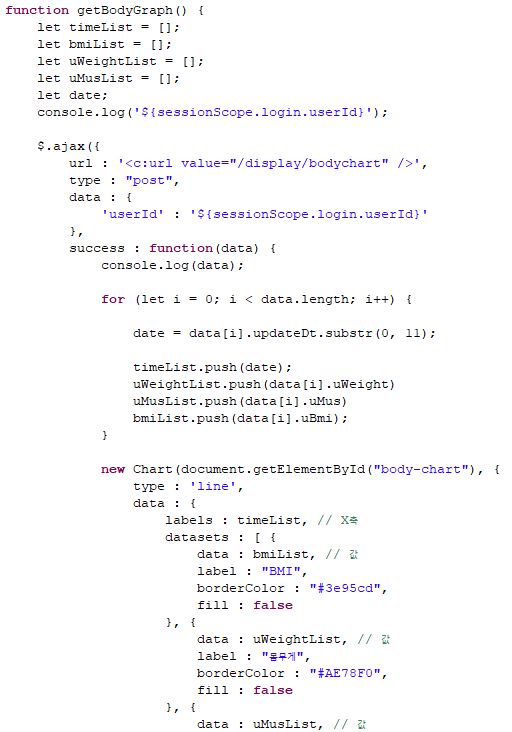 function getBodyGraph() {
let timeList = [];
let bmiList = [];
let uWeightList = [];
let uMusList = [];
let date;
console.log('${sessionScope.login.userId}');
$.ajax({
url : '<c:url value="/display/bodychart" />',
type : "post",
data : {
'userId' : '${sessionScope.login.userId}'
},
success : function(data) {
console.log(data);
for (let i = 0; i < data.length; i++) {
date = data[i].updateDt.substr(0, 11);
timeList.push(date);
uWeightList.push(data[i].uWeight)
uMusList.push(data[i].uMus)
bmiList.push(data[i].uBmi);
}
new Chart(document.getElementById("body-chart"), {
type : 'line',
data : {
labels : timeList, // X축
datasets : [ {
data : bmiList, // 값
label : "BMI",
borderColor : "#3e95cd",
fill : false
}, {
data : uWeightList, // 값
label : "몸무게",
borderColor : "#AE78F0",
fill : false
}, {
data : uMusList, // 값